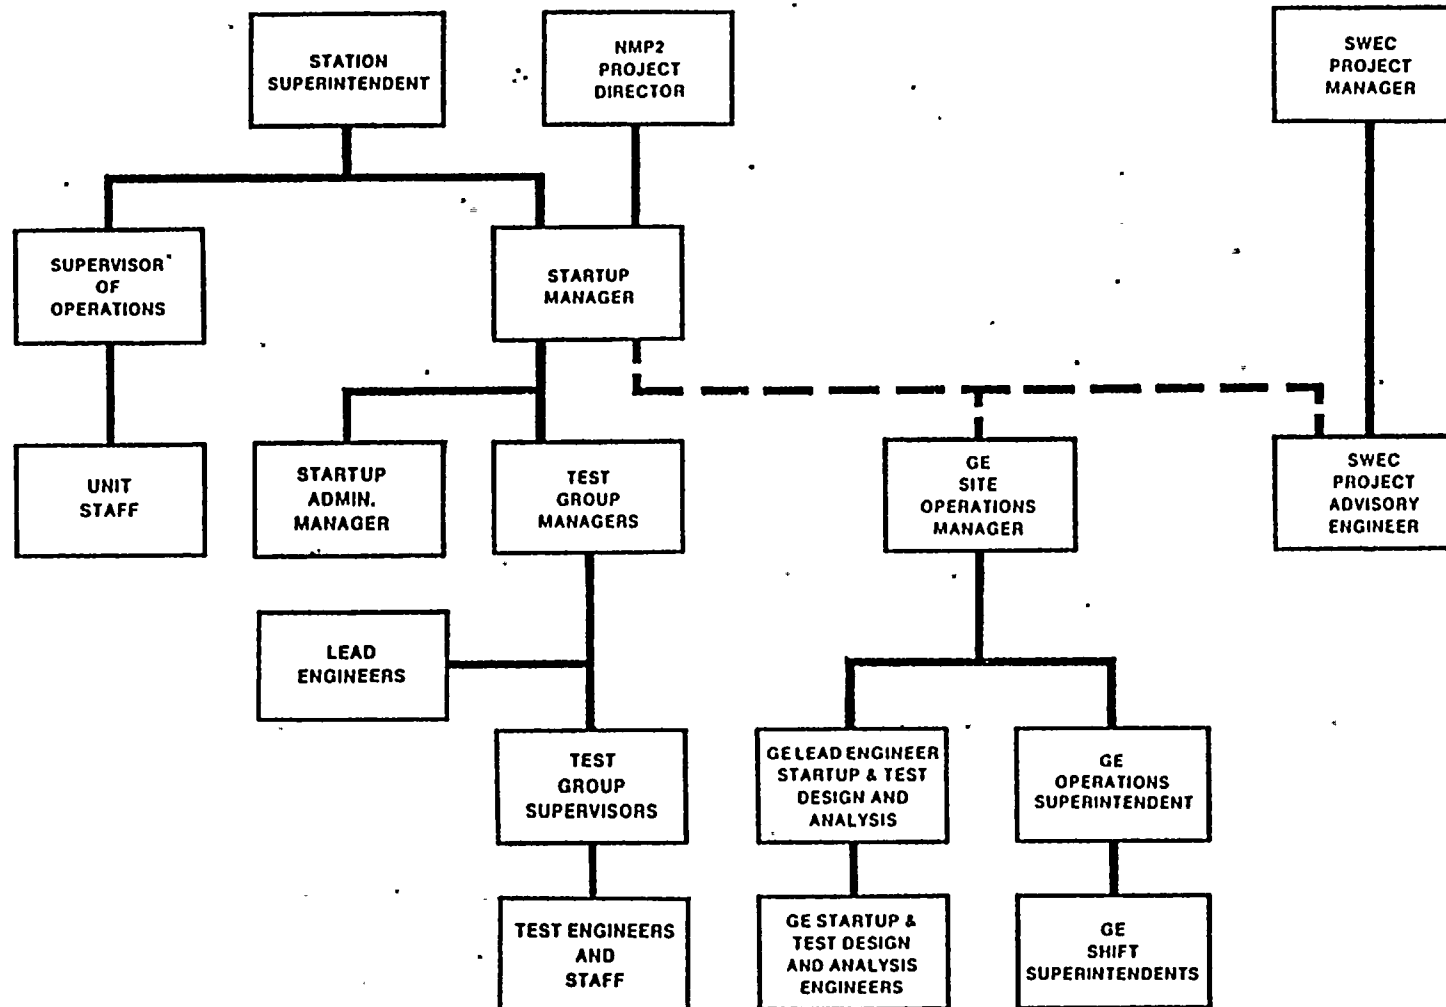 STATION
SUPERINTENDENT
NMP2
PROJECT
DIRECTOR
SWEC
PROJECT
MANAGER
SUPERVISOR
OF
OPERATIONS
STARTUP
MANAGER
UNIT
STAFF
STARTUP
ADMIN.
MANAGER
TEST
GROUP
MANAGERS
GE
SITE
OPERATIONS
MANAGER
SWEC
PROJECT
ADVISORY
ENGINEER
LEAD
ENGINEERS
TEST
GROUP
SUPERVISORS
GE LEAD ENGINEER
STARTUP & TEST
DESIGN AND
ANALYSIS
GE
OPERATIONS
SUPERINTENDENT
TEST ENGINEERS
AND
STAFF
GE STARTUP &
TEST DESIGN
AND ANALYSIS
ENGINEERS
GE
SHIFT
SUPERINTENDENTS